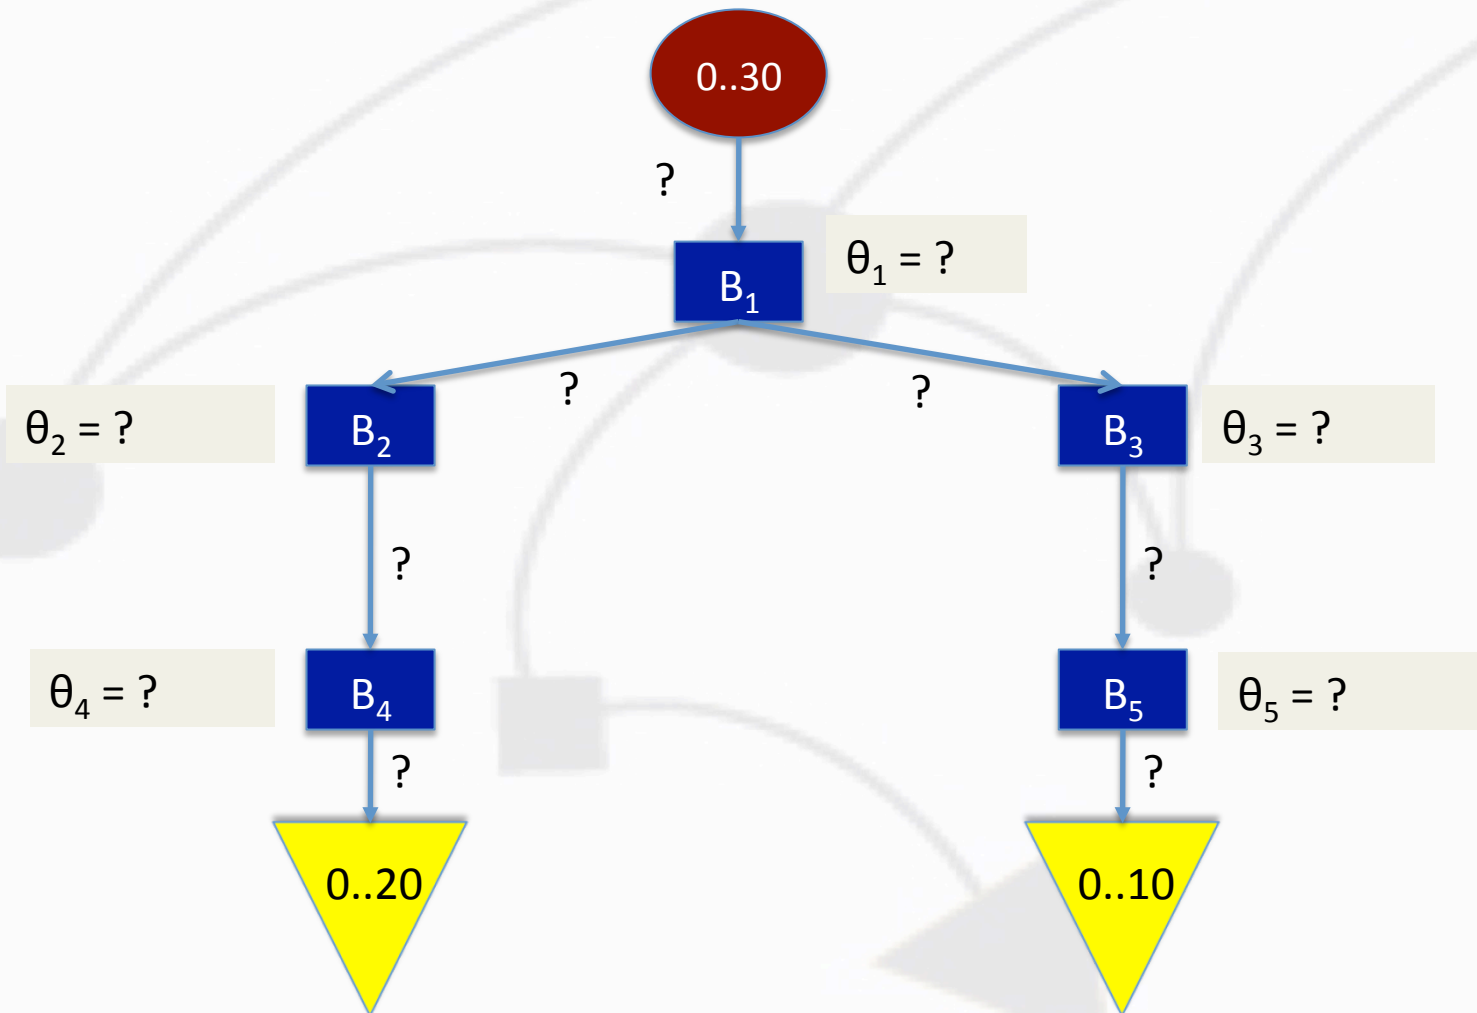 0..30
?
B₁
θ₁ = ?
?
?
θ₂ = ?
B₂
B₃
θ₃ = ?
?
?
θ₄ = ?
B₄
B₅
θ₅ = ?
?
?
0..20
0..10